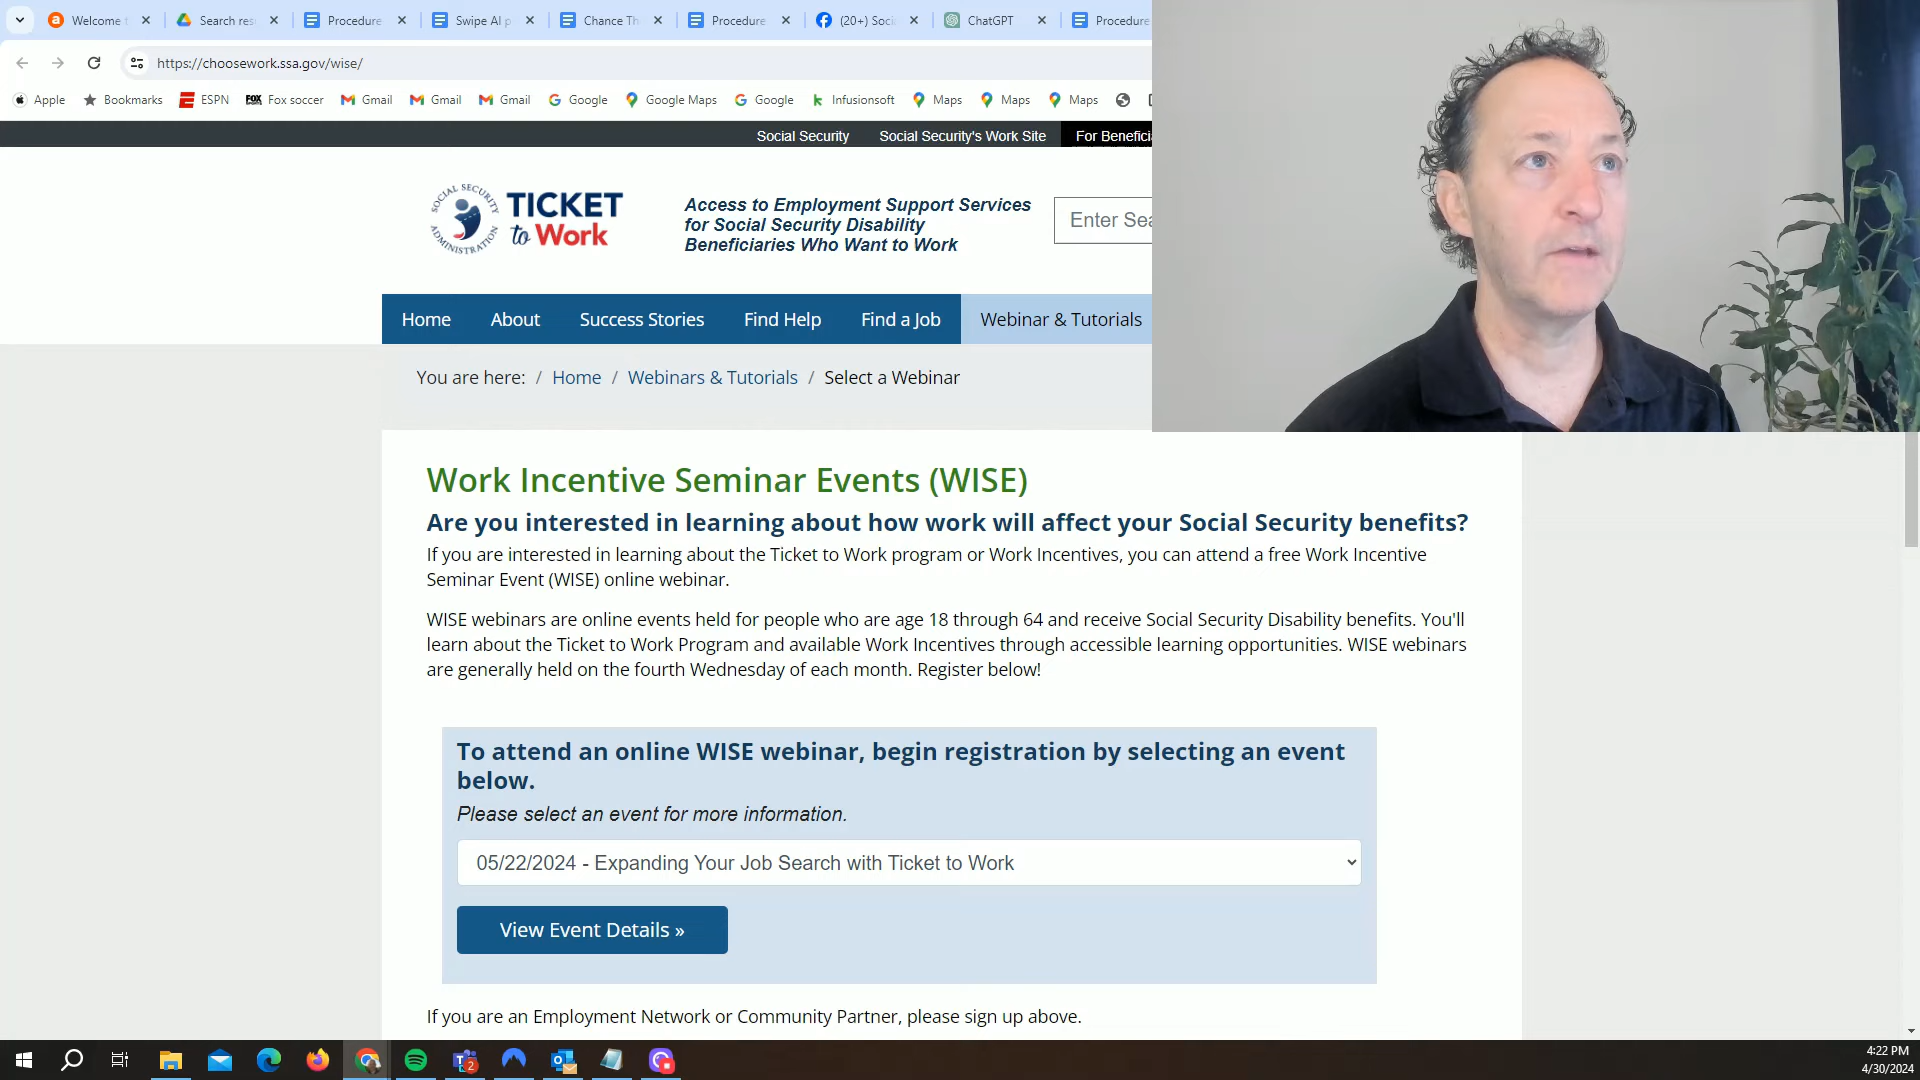 Welcome t
Search res
Procedure
Swipe AI p
Chance Th
Procedure
(20+) Soci
ChatGPT
Procedure
https://choosework.ssa.gov/wise/
Apple
Bookmarks
ESPN
FOX
Fox soccer
Gmail
Gmail
Gmail
Google
Google Maps
Google
Infusionsoft
Maps
Maps
Maps
Social Security
Social Security's Work Site
For Benefici
SOCIAL SECURITY
ADMINISTRATION
TICKET
to Work
Access to Employment Support Services
for Social Security Disability
Beneficiaries Who Want to Work
Enter Sea
Home
About
Success Stories
Find Help
Find a Job
Webinar & Tutorials
You are here: / Home / Webinars & Tutorials / Select a Webinar
Work Incentive Seminar Events (WISE)
Are you interested in learning about how work will affect your Social Security benefits?
If you are interested in learning about the Ticket to Work program or Work Incentives, you can attend a free Work Incentive
Seminar Event (WISE) online webinar.
WISE webinars are online events held for people who are age 18 through 64 and receive Social Security Disability benefits. You'll
learn about the Ticket to Work Program and available Work Incentives through accessible learning opportunities. WISE webinars
are generally held on the fourth Wednesday of each month. Register below!
To attend an online WISE webinar, begin registration by selecting an event
below.
Please select an event for more information.
05/22/2024 - Expanding Your Job Search with Ticket to Work
View Event Details »
If you are an Employment Network or Community Partner, please sign up above.
2
4:22 PM
4/30/2024